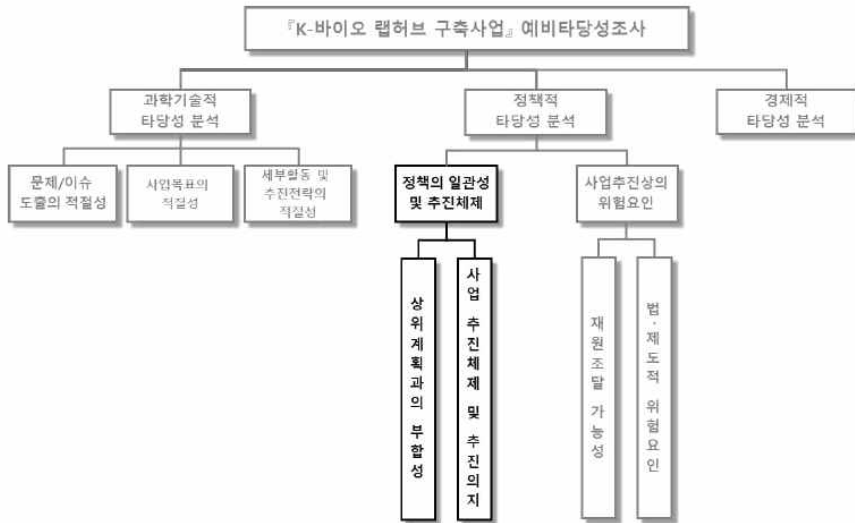 『K-바이오 랩허브 구축사업』 예비타당성조사
과학기술적
타당성 분석
정책적
타당성 분석
경제적
타당성 분석
문제/이슈
도출의 적절성
사업목표의
적절성
세부활동 및
추진전략의
적절성
정책의 일관성
및 추진체제
사업추진상의
위험요인
상위계획과의 부합성
사업 추진체제 및 추진의지
재원조달 가능성
법·제도적 위험요인